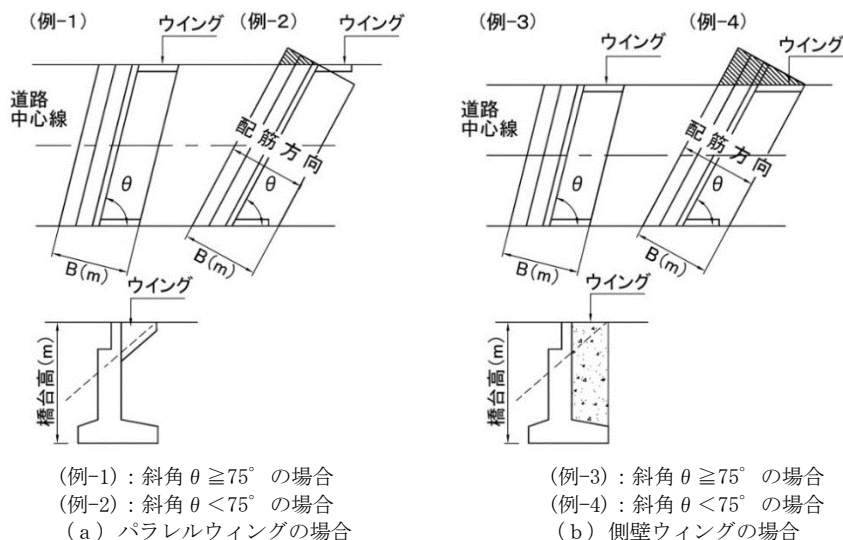 (例-1)
ウイング
(例-2)
ウイング
道路
中心線
配筋方向
θ
θ
B(m)
B(m)
ウイング
橋台高(m)
(例-1)：斜角θ≧75°の場合
(例-2)：斜角θ＜75°の場合
(a)パラレルウィングの場合
(例-3)
ウイング
(例-4)
ウイング
道路
中心線
配筋方向
θ
θ
B(m)
B(m)
ウイング
橋台高(m)
(例-3)：斜角θ≧75°の場合
(例-4)：斜角θ＜75°の場合
(b)側壁ウィングの場合